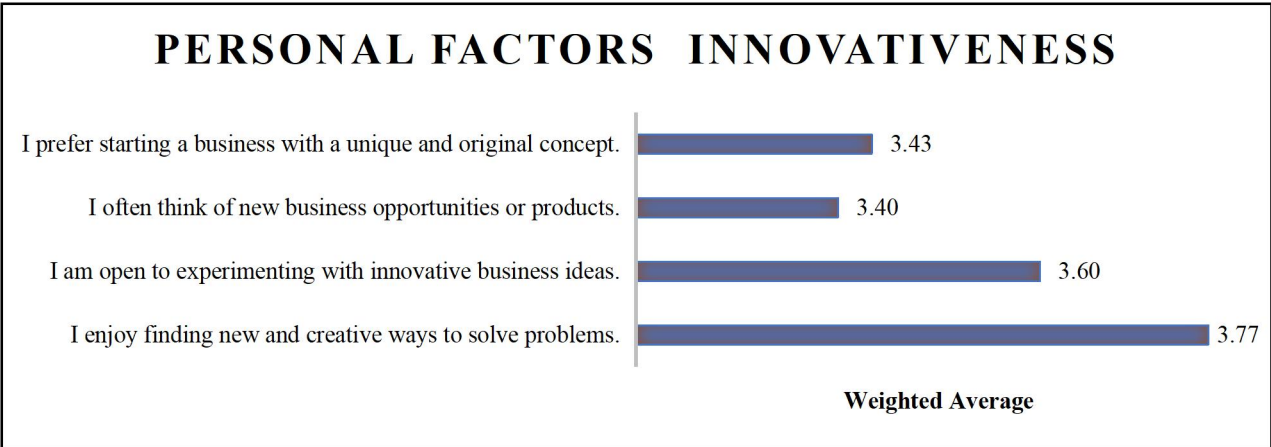 PERSONAL FACTORS INNOVATIVENESS
I prefer starting a business with a unique and original concept. 3.43
I often think of new business opportunities or products. 3.40
I am open to experimenting with innovative business ideas. 3.60
I enjoy finding new and creative ways to solve problems. 3.77
Weighted Average